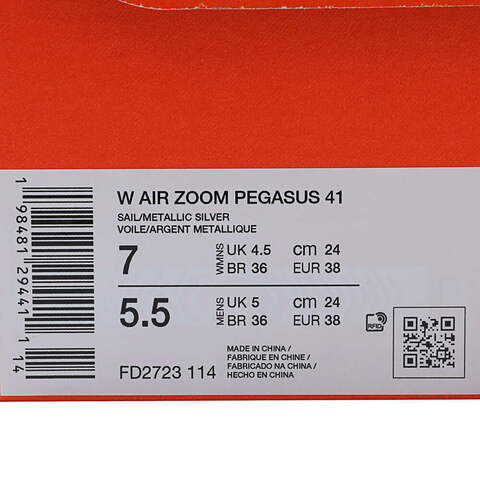 W AIR ZOOM PEGASUS 41
SAIL/METALLIC SILVER
VOILE/ARGENT METALLIQUE
7 WMNS UK 4.5 cm 24
BR 36 EUR 38
5.5 MENS UK 5 cm 24
BR 36 EUR 38
MADE IN CHINA /
FABRIQUE EN CHINE /
FABRICADO NA CHINA /
HECHO EN CHINA
FD2723 114
RFID
1 98481 29441 1 14